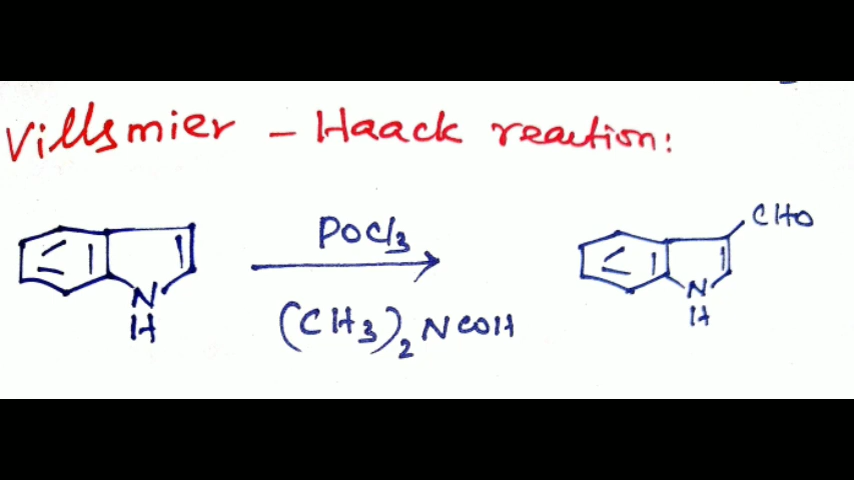 Villsmier - Haack reaction:
POCl3
CHO
(CH3)2NCOH
N
H
N
H